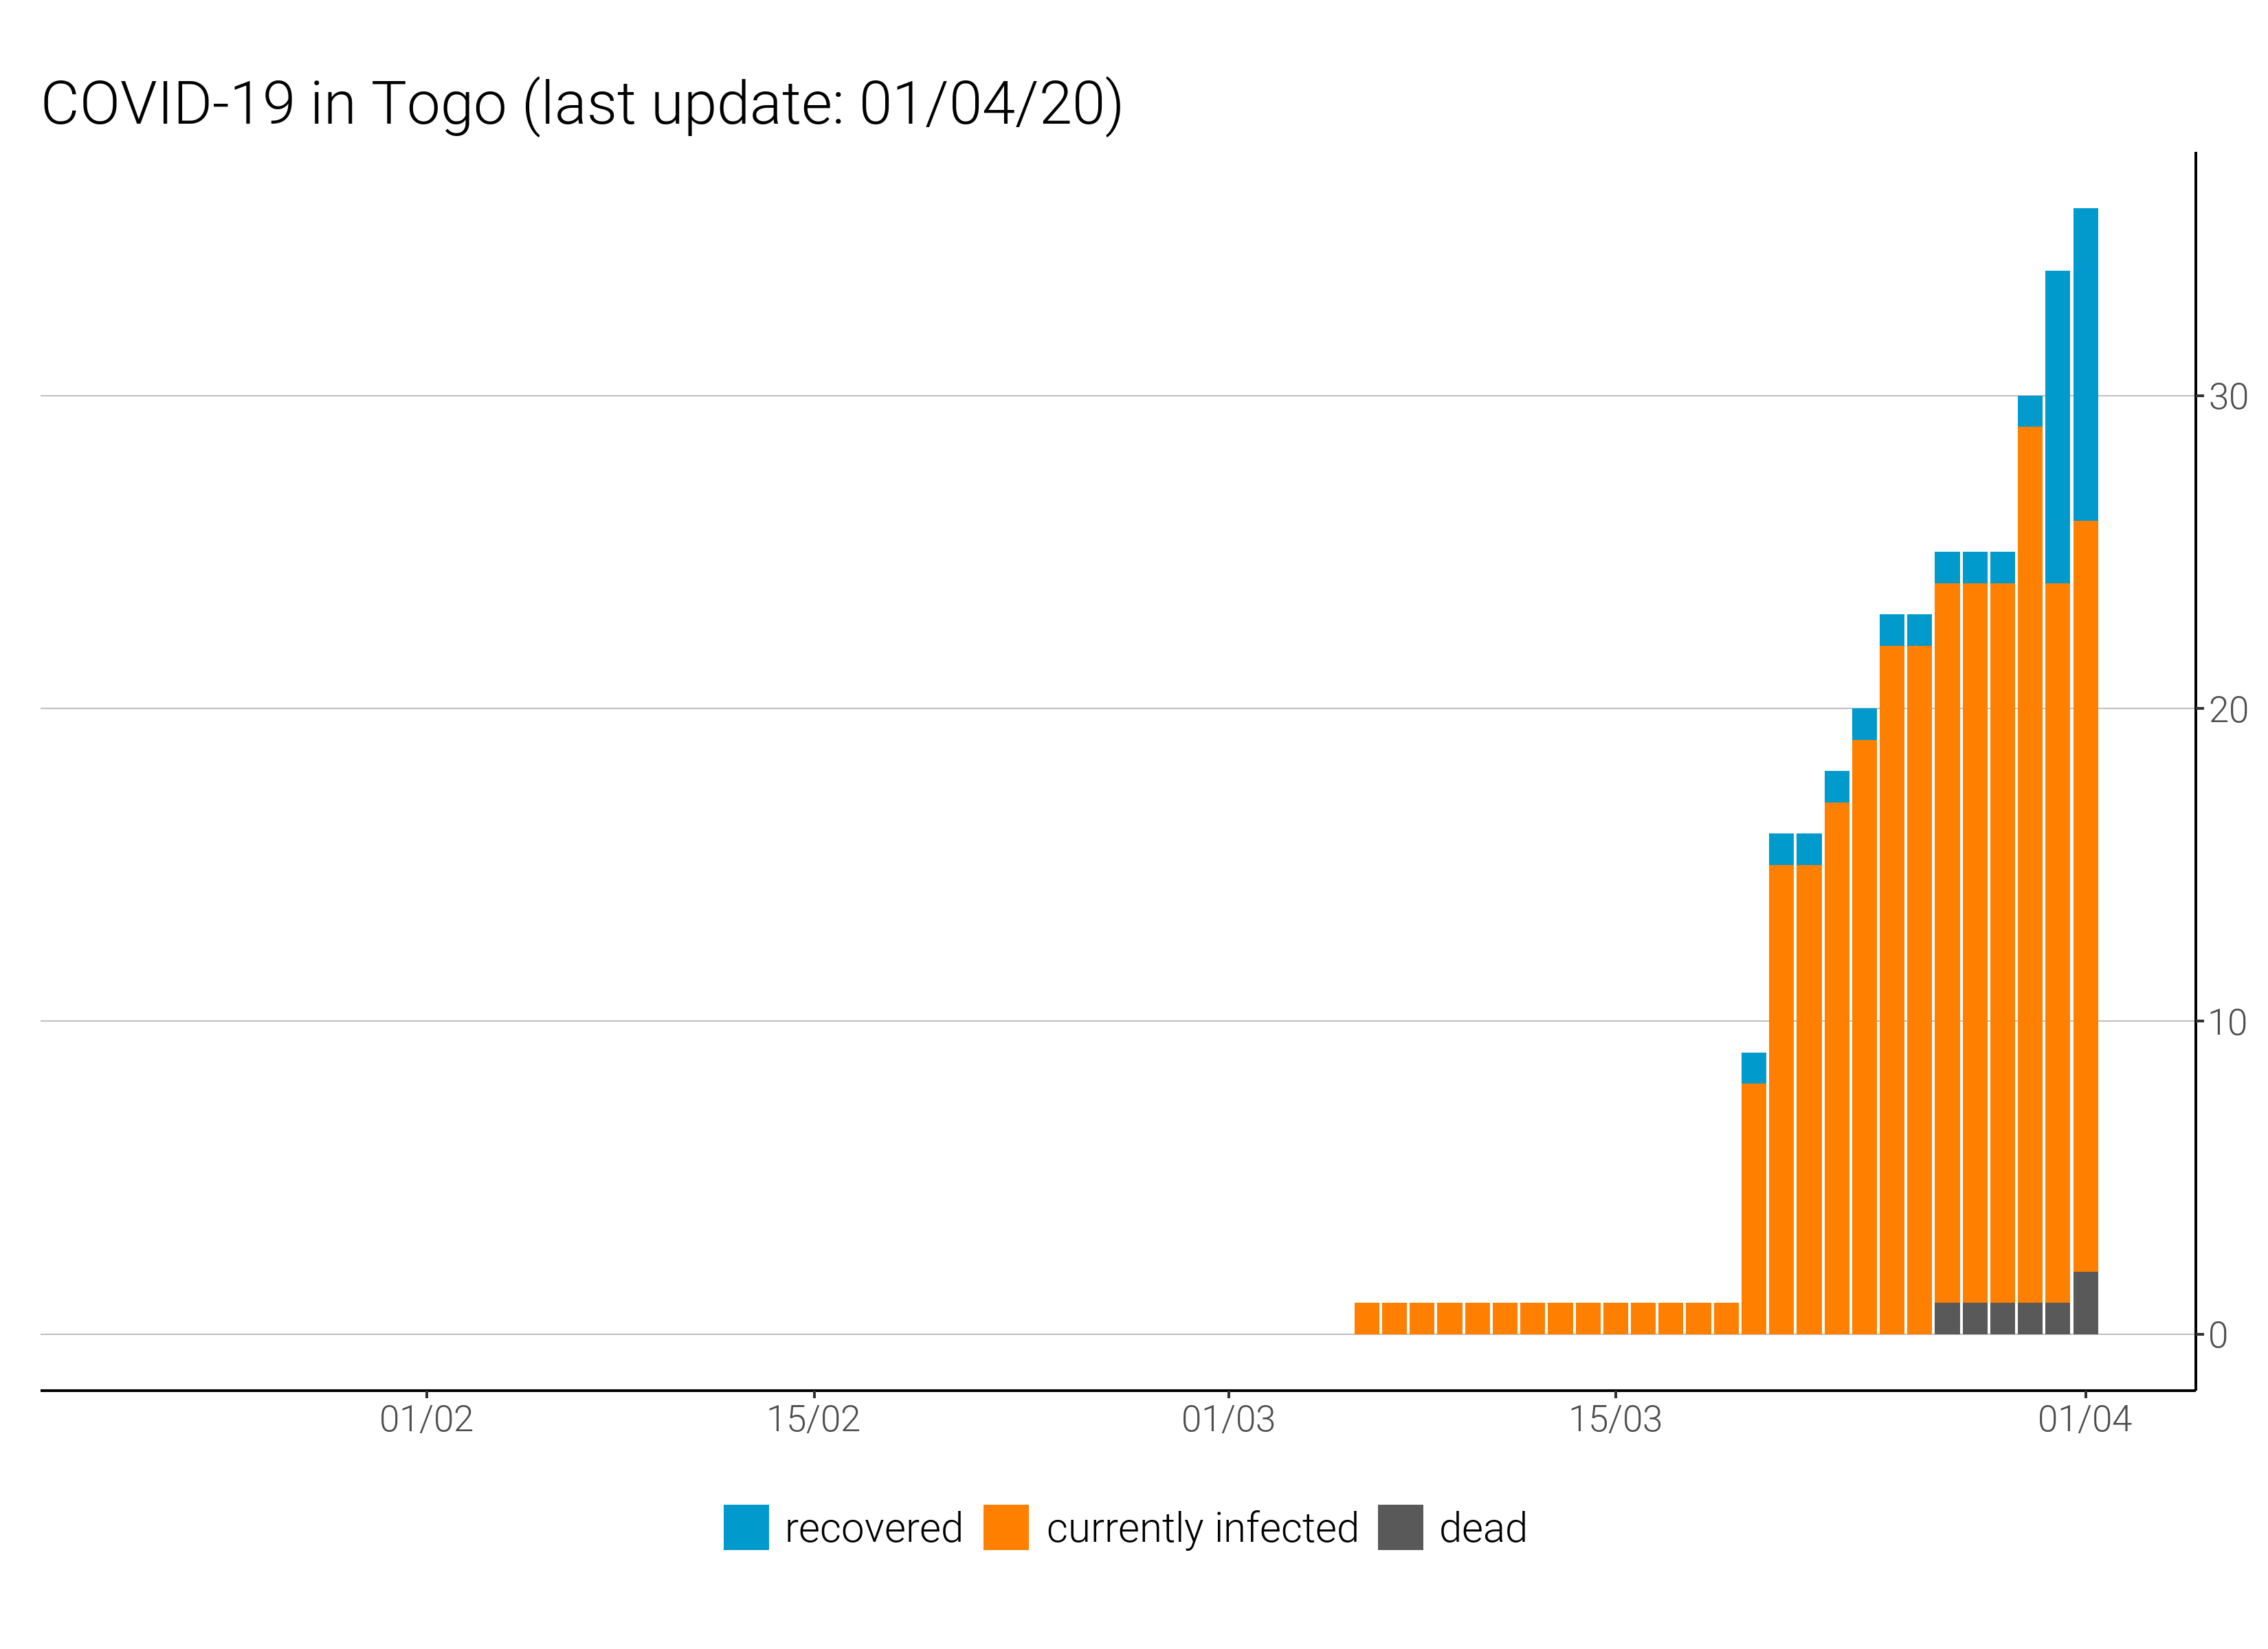 COVID-19 in Togo (last update: 01/04/20)
30
20
10
0
01/02 15/02 01/03 15/03 01/04
recovered currently infected dead